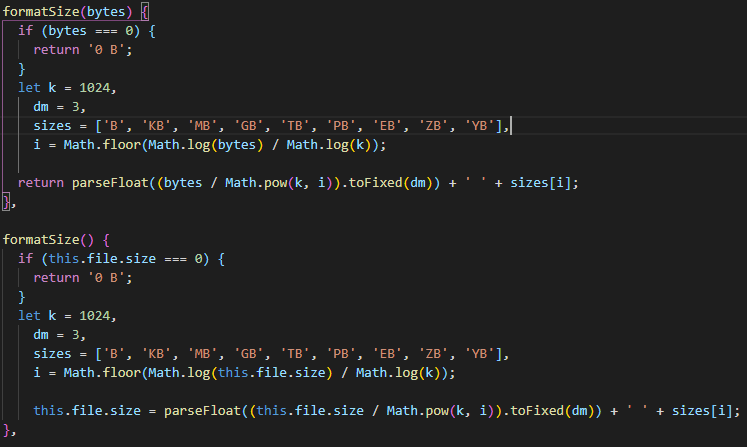 formatSize(bytes) {
if (bytes === 0) {
return '0 B';
}
let k = 1024,
dm = 3,
sizes = ['B', 'KB', 'MB', 'GB', 'TB', 'PB', 'EB', 'ZB', 'YB'],
i = Math.floor(Math.log(bytes) / Math.log(k));
return parseFloat((bytes / Math.pow(k, i)).toFixed(dm)) + ' ' + sizes[i];
},
formatSize() {
if (this.file.size === 0) {
return '0 B';
}
let k = 1024,
dm = 3,
sizes = ['B', 'KB', 'MB', 'GB', 'TB', 'PB', 'EB', 'ZB', 'YB'],
i = Math.floor(Math.log(this.file.size) / Math.log(k));
this.file.size = parseFloat((this.file.size / Math.pow(k, i)).toFixed(dm)) + ' ' + sizes[i];
},